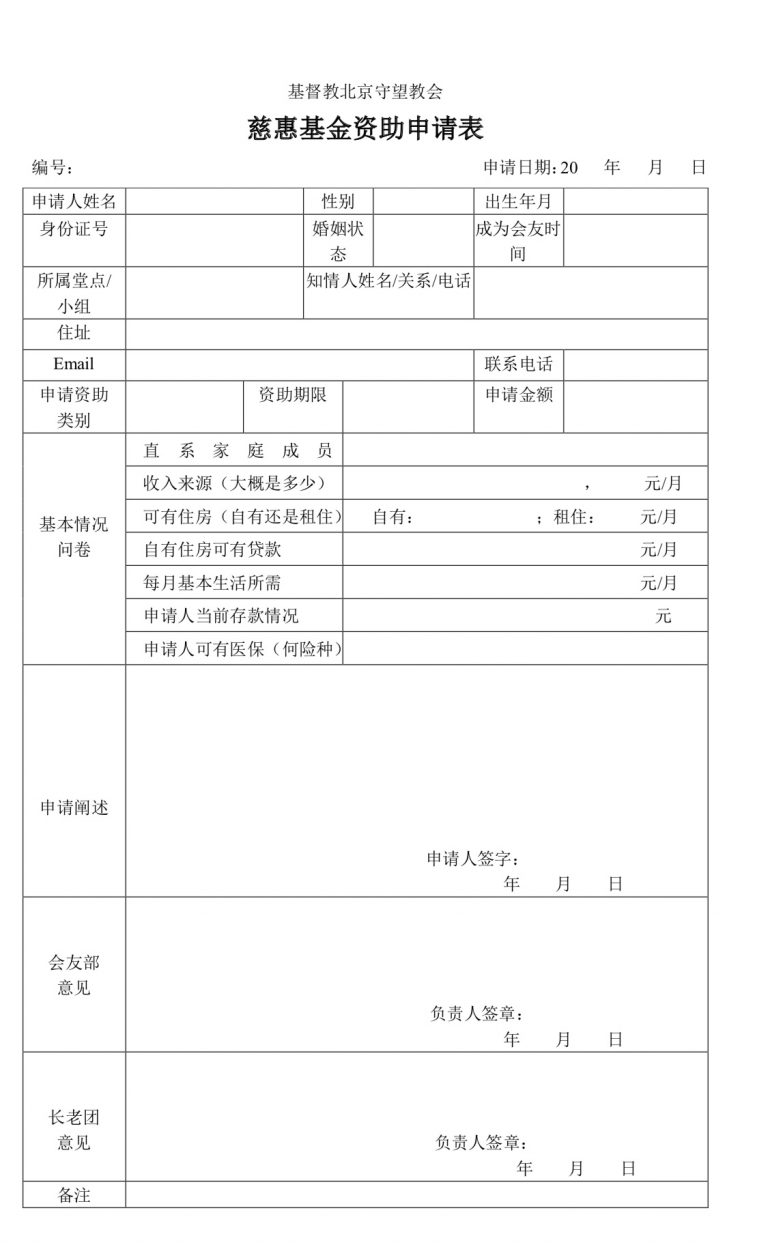 基督教北京守望教会
慈惠基金资助申请表
编号： 申请日期：20 年 月 日
申请人姓名 性别 出生年月
身份证号 婚姻状态 成为会友时间
所属堂点/小组 知情人姓名/关系/电话
住址
Email 联系电话
申请资助类别 资助期限 申请金额
基本情况问卷
直系家庭成员
收入来源（大概是多少） ， 元/月
可有住房（自有还是租住） 自有： ；租住： 元/月
自有住房可有贷款 元/月
每月基本生活所需 元/月
申请人当前存款情况 元
申请人可有医保（何险种）
申请阐述
申请人签字：
年 月 日
会友部意见
负责人签章：
年 月 日
长老团意见
负责人签章：
年 月 日
备注